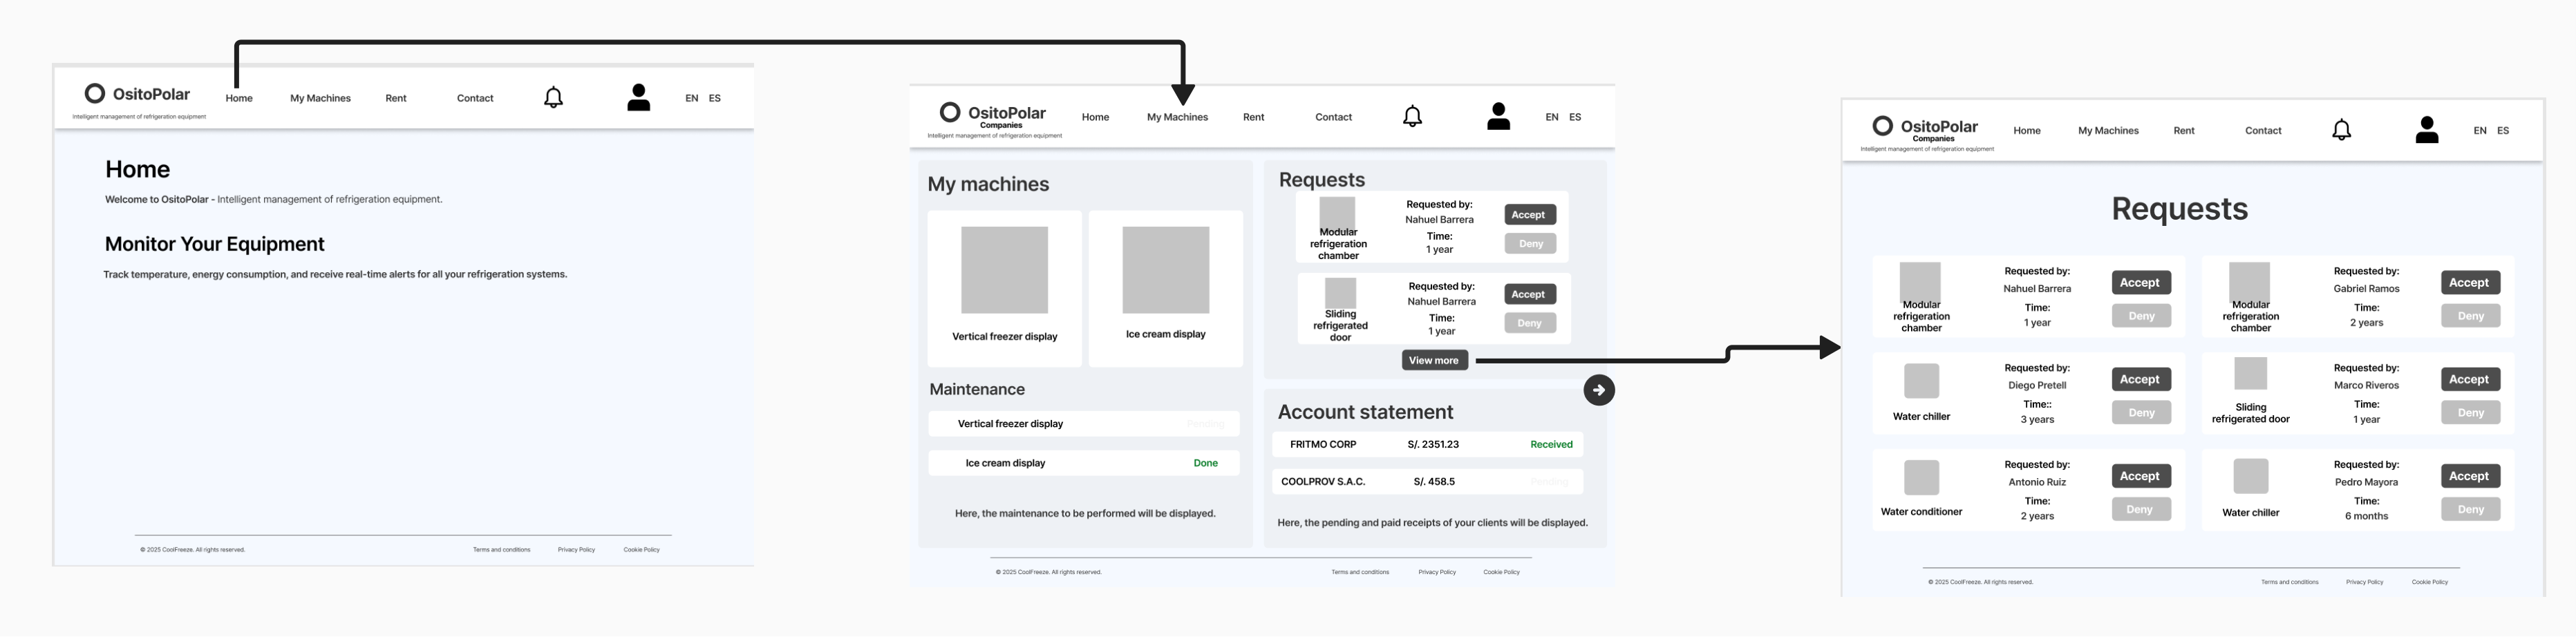 OsitoPolar
Intelligent management of refrigeration equipment
Home
My Machines
Rent
Contact
EN ES
Home
Welcome to OsitoPolar - Intelligent management of refrigeration equipment.
Monitor Your Equipment
Track temperature, energy consumption, and receive real-time alerts for all your refrigeration systems.
© 2025 CoolFreeze. All rights reserved.
Terms and conditions
Privacy Policy
Cookie Policy
OsitoPolar
Companies
Intelligent management of refrigeration equipment
Home
My Machines
Rent
Contact
EN ES
My machines
Vertical freezer display
Ice cream display
Maintenance
Vertical freezer display
Pending
Ice cream display
Done
Here, the maintenance to be performed will be displayed.
Requests
Modular
refrigeration
chamber
Requested by:
Nahuel Barrera
Time:
1 year
Accept
Deny
Sliding
refrigerated
door
Requested by:
Nahuel Barrera
Time:
1 year
Accept
Deny
View more
Account statement
FRITMO CORP
S/. 2351.23
Received
COOLPROV S.A.C.
S/. 458.5
Pending
Here, the pending and paid receipts of your clients will be displayed.
© 2025 CoolFreeze. All rights reserved.
Terms and conditions
Privacy Policy
Cookie Policy
OsitoPolar
Companies
Intelligent management of refrigeration equipment
Home
My Machines
Rent
Contact
EN ES
Requests
Modular
refrigeration
chamber
Requested by:
Nahuel Barrera
Time:
1 year
Accept
Deny
Modular
refrigeration
chamber
Requested by:
Gabriel Ramos
Time:
2 years
Accept
Deny
Water chiller
Requested by:
Diego Pretell
Time::
3 years
Accept
Deny
Sliding
refrigerated door
Requested by:
Marco Riveros
Time:
1 year
Accept
Deny
Water conditioner
Requested by:
Antonio Ruiz
Time:
2 years
Accept
Deny
Water chiller
Requested by:
Pedro Mayora
Time:
6 months
Accept
Deny
© 2025 CoolFreeze. All rights reserved.
Terms and conditions
Privacy Policy
Cookie Policy